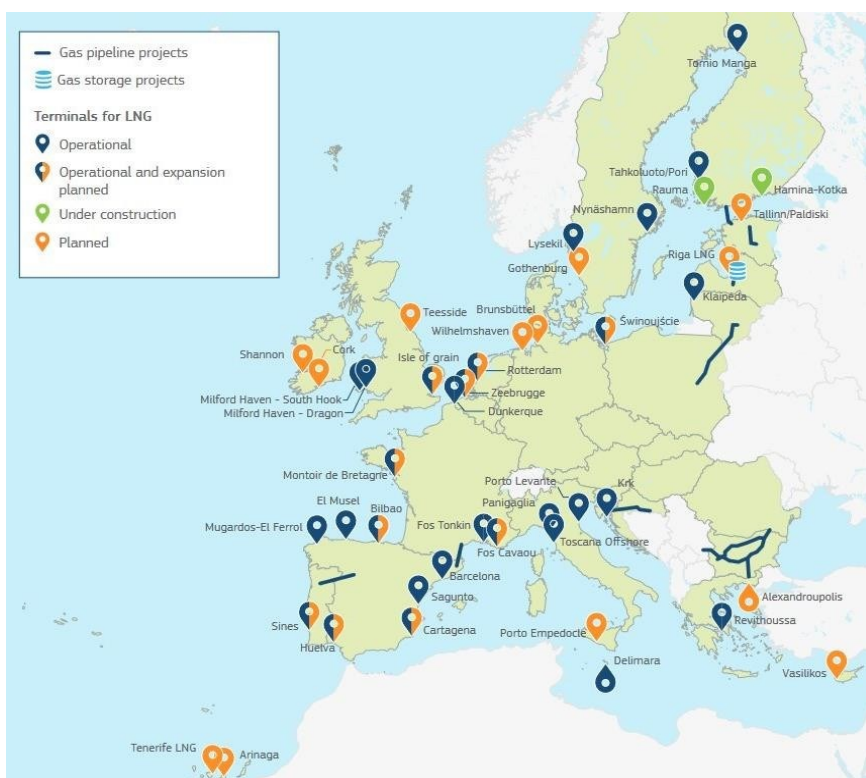 Gas pipeline projects
Gas storage projects
Terminals for LNG
Operational
Operational and expansion
planned
Under construction
Planned
Tornio Manga
Tahkoluoto/Pori
Rauma
Hamina-Kotka
Nynäshamn
Tallinn/Paldiski
Lysekil
Riga LNG
Gothenburg
Klaipėda
Teesside
Brunsbüttel
Świnoujście
Wilhelmshaven
Shannon
Cork
Isle of grain
Rotterdam
Milford Haven - South Hook
Zeebrugge
Milford Haven - Dragon
Dunkerque
Montoir de Bretagne
Porto Levante
Krk
Panigaglia
El Musel
Bilbao
Fos Tonkin
Mugardos-El Ferrol
Toscana Offshore
Fos Cavaou
Barcelona
Sagunto
Alexandroupolis
Revithoussa
Sines
Cartagena
Porto Empedocle
Huelva
Delimara
Vasilikos
Tenerife LNG
Arinaga